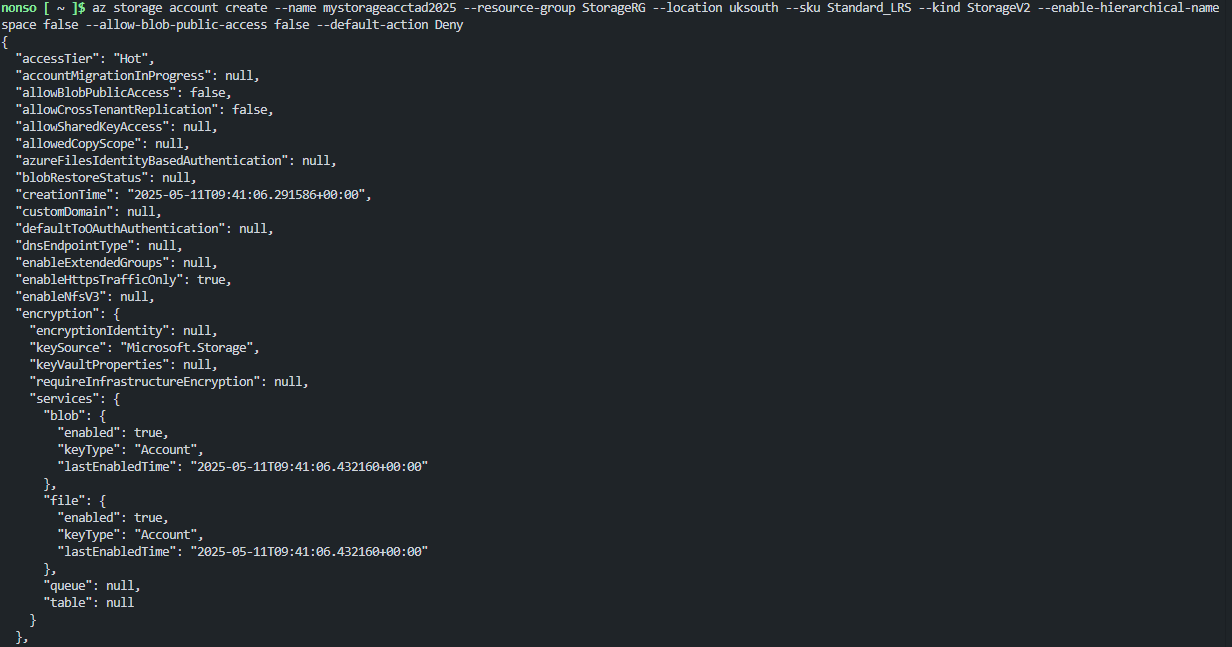 nonso [ ~ ]$ az storage account create --name mystorageacctad2025 --resource-group StorageRG --location uksouth --sku Standard_LRS --kind StorageV2 --enable-hierarchical-name
space false --allow-blob-public-access false --default-action Deny
{
  "accessTier": "Hot",
  "accountMigrationInProgress": null,
  "allowBlobPublicAccess": false,
  "allowCrossTenantReplication": false,
  "allowSharedKeyAccess": null,
  "allowedCopyScope": null,
  "azureFilesIdentityBasedAuthentication": null,
  "blobRestoreStatus": null,
  "creationTime": "2025-05-11T09:41:06.291586+00:00",
  "customDomain": null,
  "defaultToOAuthAuthentication": null,
  "dnsEndpointType": null,
  "enableExtendedGroups": null,
  "enableHttpsTrafficOnly": true,
  "enableNfsV3": null,
  "encryption": {
    "encryptionIdentity": null,
    "keySource": "Microsoft.Storage",
    "keyVaultProperties": null,
    "requireInfrastructureEncryption": null,
    "services": {
      "blob": {
        "enabled": true,
        "keyType": "Account",
        "lastEnabledTime": "2025-05-11T09:41:06.432160+00:00"
      },
      "file": {
        "enabled": true,
        "keyType": "Account",
        "lastEnabledTime": "2025-05-11T09:41:06.432160+00:00"
      },
      "queue": null,
      "table": null
    }
  },